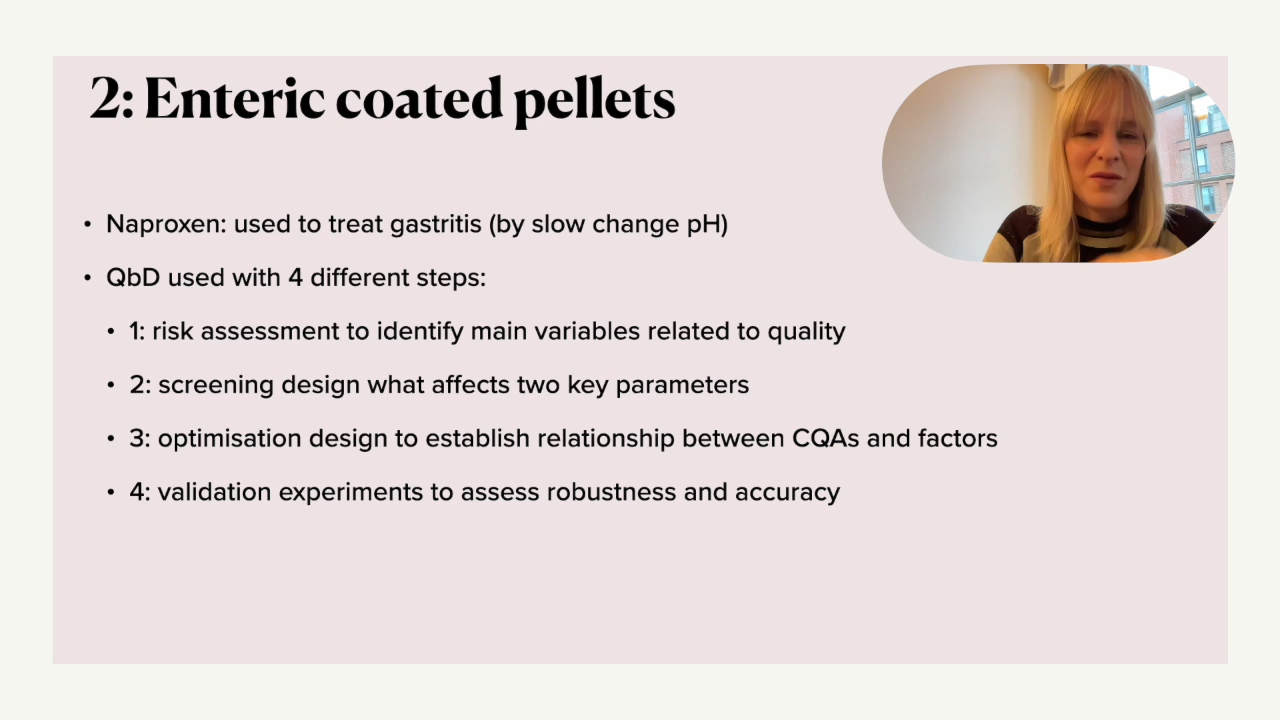 2: Enteric coated pellets
• Naproxen: used to treat gastritis (by slow change pH)
• QbD used with 4 different steps:
• 1: risk assessment to identify main variables related to quality
• 2: screening design what affects two key parameters
• 3: optimisation design to establish relationship between CQAs and factors
• 4: validation experiments to assess robustness and accuracy